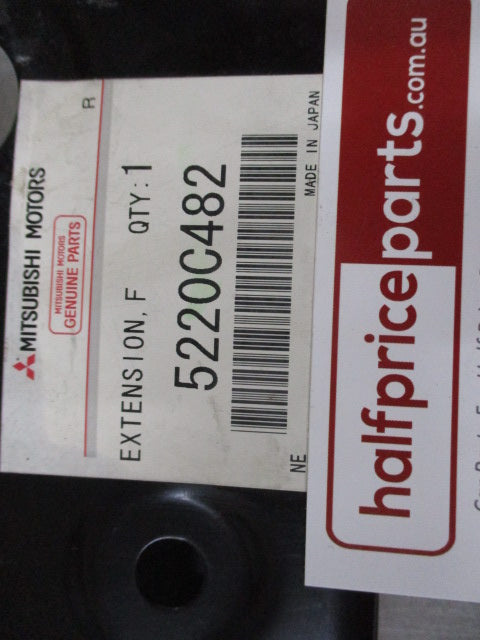 R
MITSUBISHI MOTORS
MITSUBISHI MOTORS
GENUINE PARTS
EXTENSION, F QTY:1
5220C482
NE MADE IN JAPAN
halfpriceparts.com.au